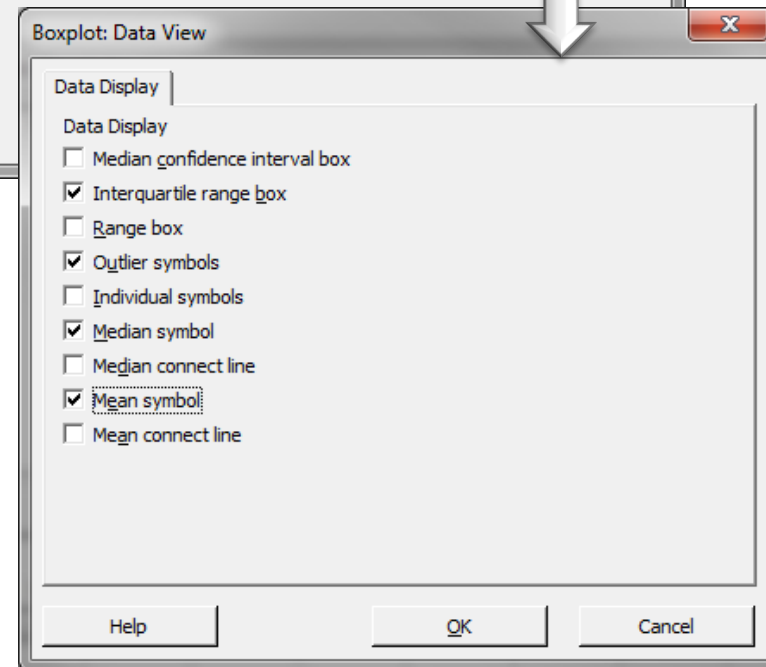 Boxplot: Data View
Data Display
Data Display
Median confidence interval box
Interquartile range box
Range box
Outlier symbols
Individual symbols
Median symbol
Median connect line
Mean symbol
Mean connect line
Help OK Cancel